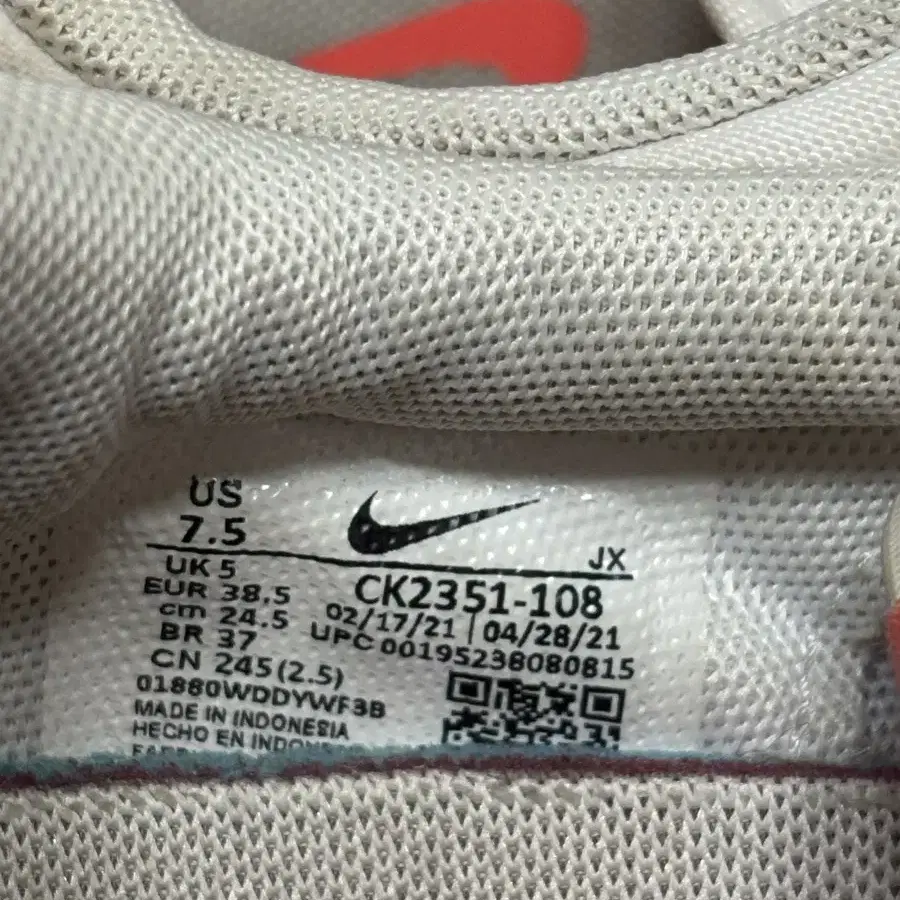 US
7.5
JX
UK 5
EUR 38.5
cm 24.5
BR 37
CN 245 (2.5)
CK2351-108
02/17/21 | 04/28/21
UPC 00195238080815
01880WDDYWF3B
MADE IN INDONESIA
HECHO EN